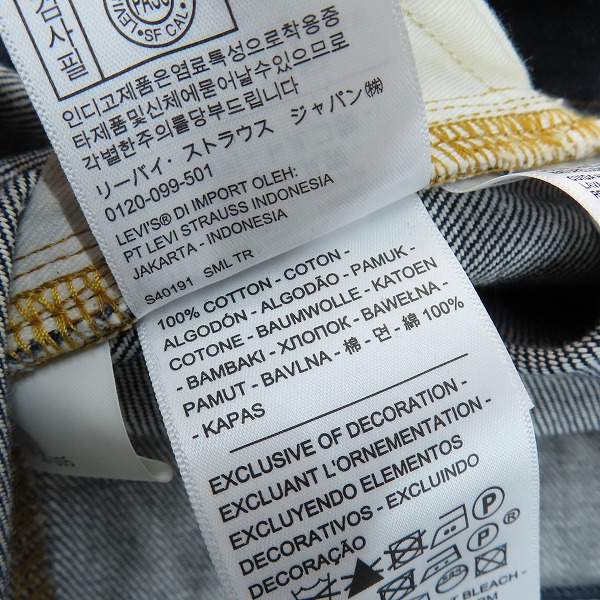 PASS
LEVI
SF.CAL
검사필
인디고제품은염료특성으로착용중
타제품및신체에묻어날수있으므로
각별한주의를당부드립니다.
リーバイ・ストラウス ジャパン㈱
0120-099-501
LEVI'S® DI IMPORT OLEH:
PT LEVI STRAUSS INDONESIA
JAKARTA - INDONESIA
S40191 SML TR
100% COTTON - COTON -
ALGODÓN - ALGODÃO - PAMUK -
COTONE - BAUMWOLLE - KATOEN
- BAMBAKI - ХЛОПОК - BAWEŁNA -
PAMUT - BAVLNA - 棉 - 면 - 綿 100%
- KAPAS
EXCLUSIVE OF DECORATION -
EXCLUANT L'ORNEMENTATION -
EXCLUYENDO ELEMENTOS
DECORATIVOS - EXCLUINDO
DECORAÇÃO
P
P ®
BLEACH -